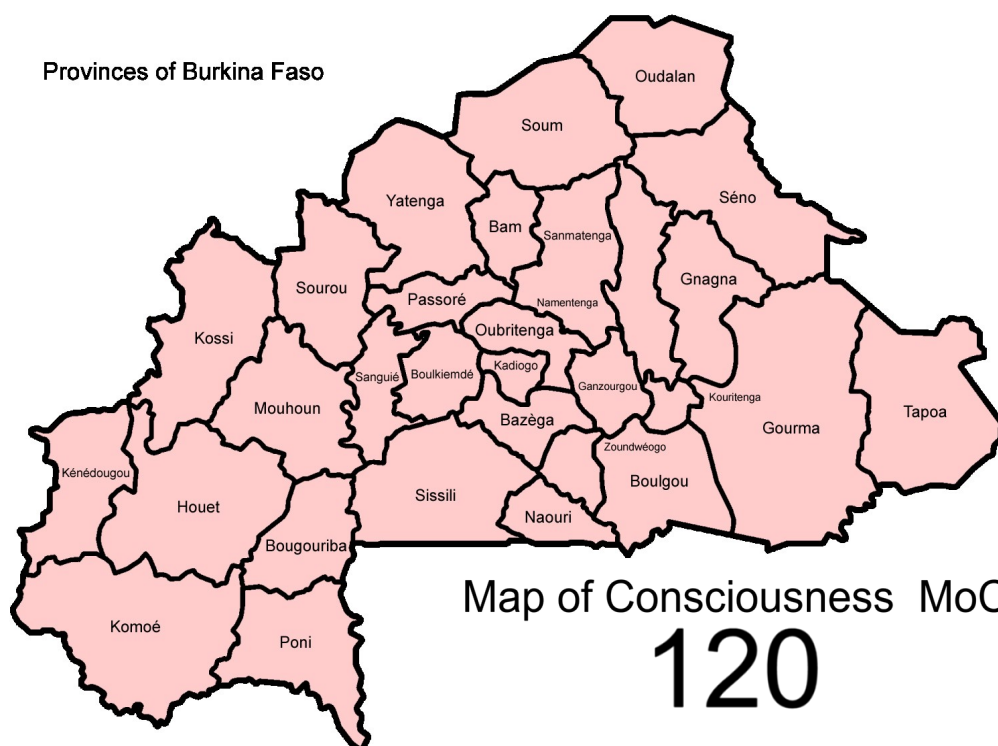 Provinces of Burkina Faso
Oudalan
Soum
Séno
Yatenga
Bam
Sanmatenga
Gnagna
Sourou
Passoré
Namentenga
Kossi
Oubritenga
Sanguié
Boulkiemdé
Kadiogo
Ganzourgou
Kouritenga
Mouhoun
Bazèga
Gourma
Tapoa
Zoundwéogo
Kénédougou
Boulgou
Sissili
Houet
Naouri
Bougouriba
Map of Consciousness MoC
Komoé
Poni
120